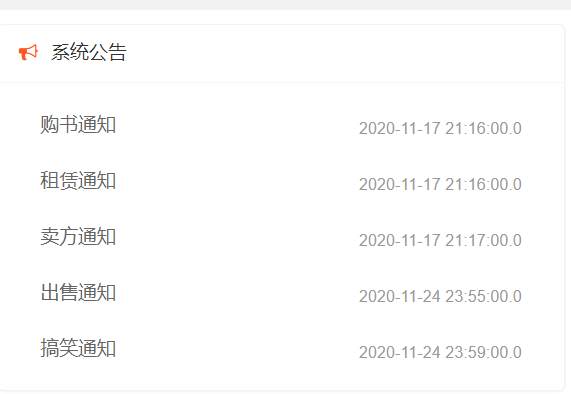 系统公告
购书通知 2020-11-17 21:16:00.0
租赁通知 2020-11-17 21:16:00.0
卖方通知 2020-11-17 21:17:00.0
出售通知 2020-11-24 23:55:00.0
搞笑通知 2020-11-24 23:59:00.0